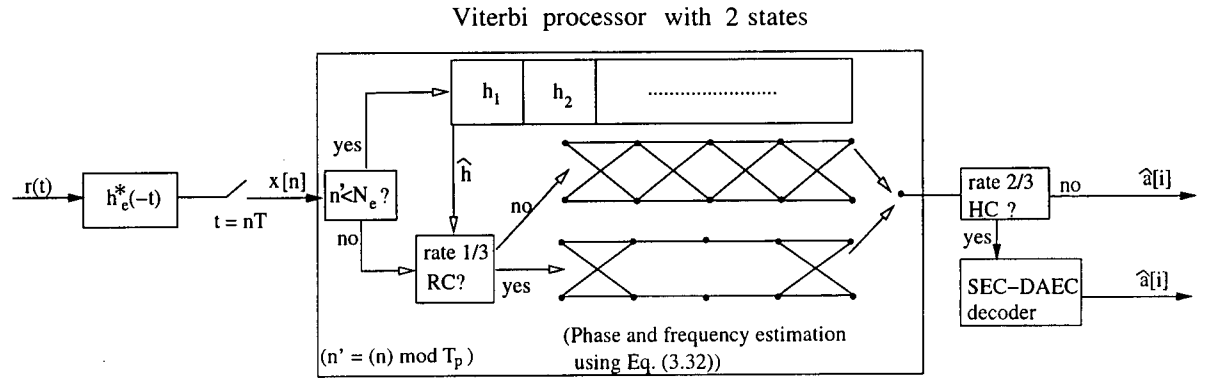 Viterbi processor with 2 states
h₁
h₂
........................
yes
ĥ
r(t)
h*ₑ(-t)
x[n]
t = nT
n'<Nₑ ?
no
rate 1/3
RC?
no
yes
rate 2/3
HC ?
no
â[i]
yes
SEC-DAEC
decoder
â[i]
(Phase and frequency estimation
using Eq. (3.32))
(n' = (n) mod Tₚ )